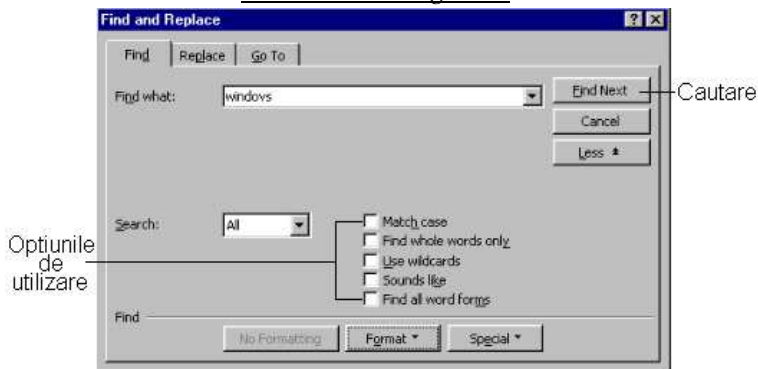 Find and Replace
Find Replace Go To
Find what: windovs Find Next Cautare
Cancel
Less
Search: All Match case
Find whole words only
Optiunile
de
utilizare
Use wildcards
Sounds like
Find all word forms
Find
No Formatting Format Special